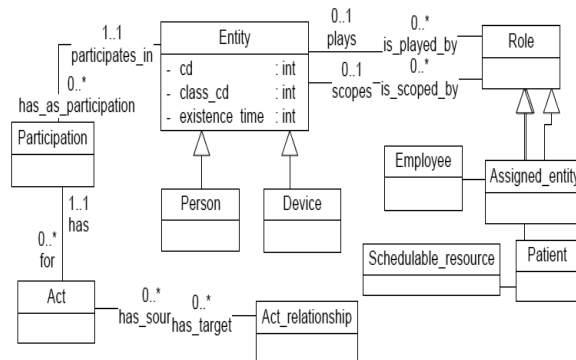 1..1
participates_in
0..*
has_as_participation
Participation
1..1
has
0..*
for
Act
0..*
has_sour
0..*
has_target
Act_relationship
Entity
- cd : int
- class_cd : int
- existence_time : int
Person
Device
0..1
plays
0..*
is_played_by
0..1
scopes
0..*
is_scoped_by
Role
Employee
Assigned_entity
Schedulable_resource
Patient